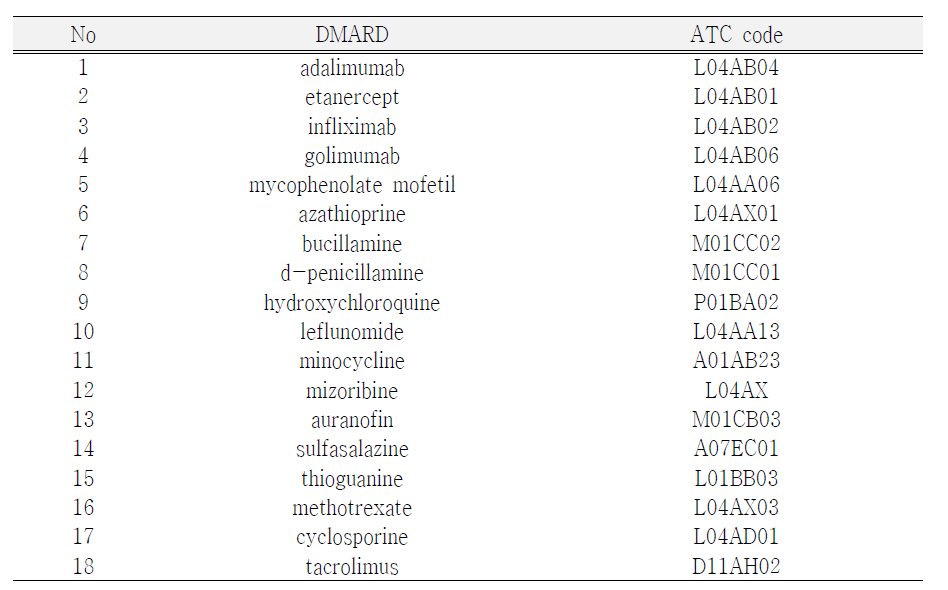 No DMARD ATC code
1 adalimumab L04AB04
2 etanercept L04AB01
3 infliximab L04AB02
4 golimumab L04AB06
5 mycophenolate mofetil L04AA06
6 azathioprine L04AX01
7 bucillamine M01CC02
8 d-penicillamine M01CC01
9 hydroxychloroquine P01BA02
10 leflunomide L04AA13
11 minocycline A01AB23
12 mizoribine L04AX
13 auranofin M01CB03
14 sulfasalazine A07EC01
15 thioguanine L01BB03
16 methotrexate L04AX03
17 cyclosporine L04AD01
18 tacrolimus D11AH02